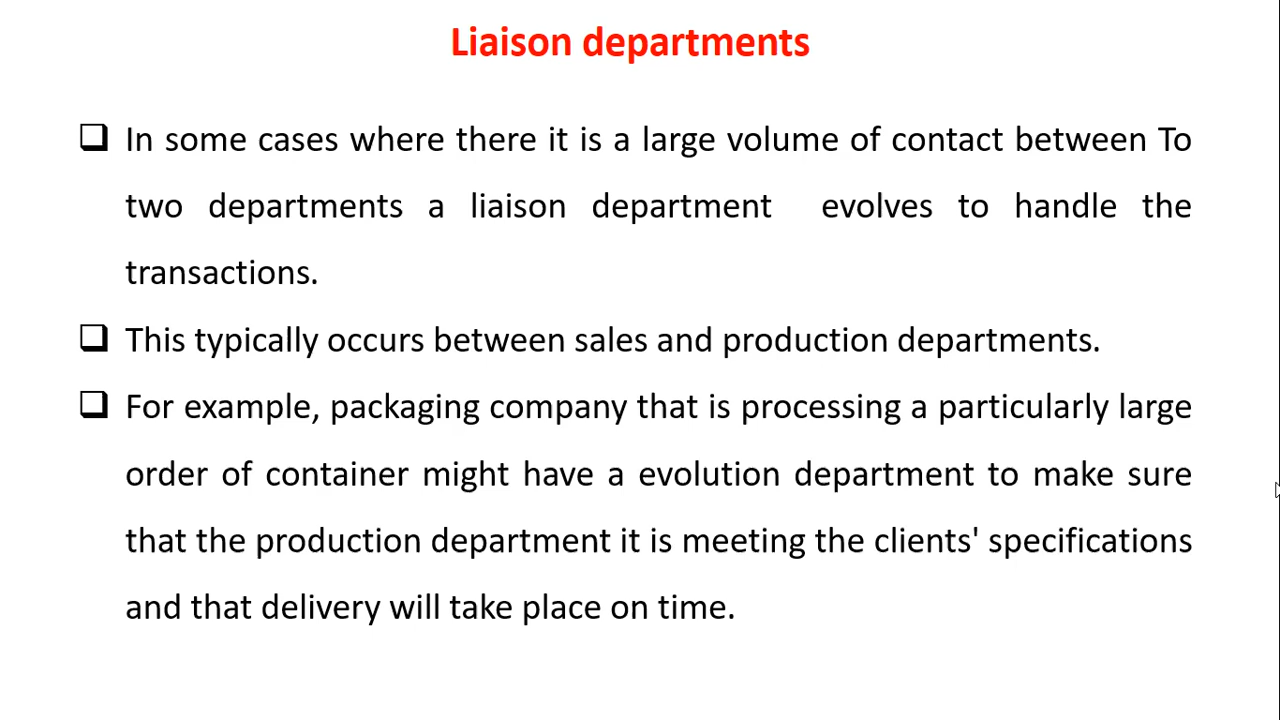 Liaison departments
❑ In some cases where there it is a large volume of contact between To
two departments a liaison department evolves to handle the
transactions.
❑ This typically occurs between sales and production departments.
❑ For example, packaging company that is processing a particularly large
order of container might have a evolution department to make sure
that the production department it is meeting the clients' specifications
and that delivery will take place on time.